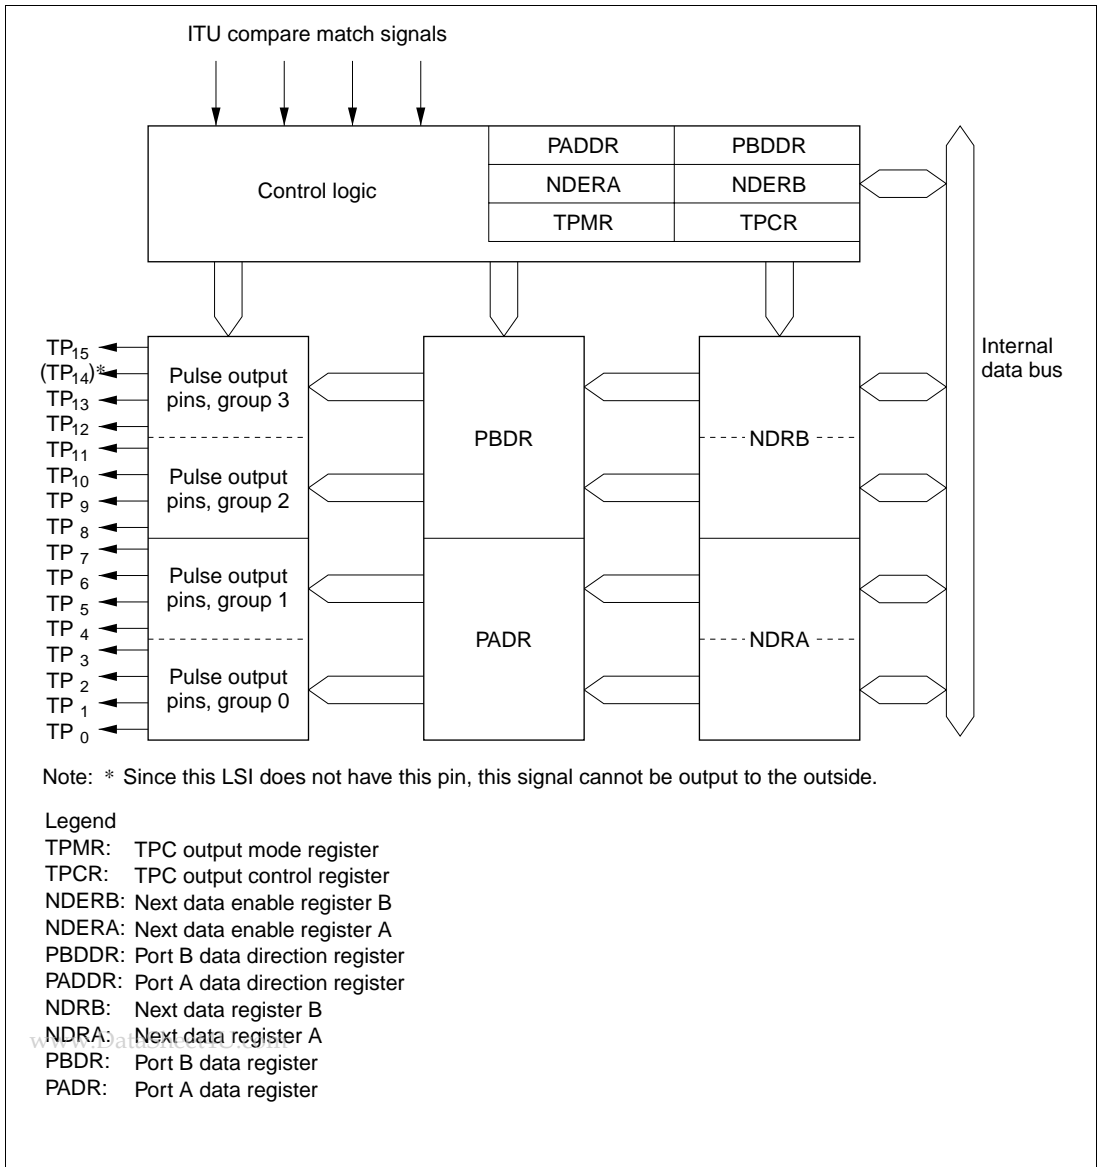 ITU compare match signals
PADDR PBDDR
Control logic NDERA NDERB
TPMR TPCR
Internal
data bus
TP15
(TP14)*
TP13
TP12
TP11
TP10
TP 9
TP 8
TP 7
TP 6
TP 5
TP 4
TP 3
TP 2
TP 1
TP 0
Pulse output
pins, group 3
Pulse output
pins, group 2
Pulse output
pins, group 1
Pulse output
pins, group 0
PBDR
PADR
NDRB
NDRA
Note: * Since this LSI does not have this pin, this signal cannot be output to the outside.
Legend
TPMR: TPC output mode register
TPCR: TPC output control register
NDERB: Next data enable register B
NDERA: Next data enable register A
PBDDR: Port B data direction register
PADDR: Port A data direction register
NDRB: Next data register B
NDRA: Next data register A
www.DataSheet4U.com
PBDR: Port B data register
PADR: Port A data register